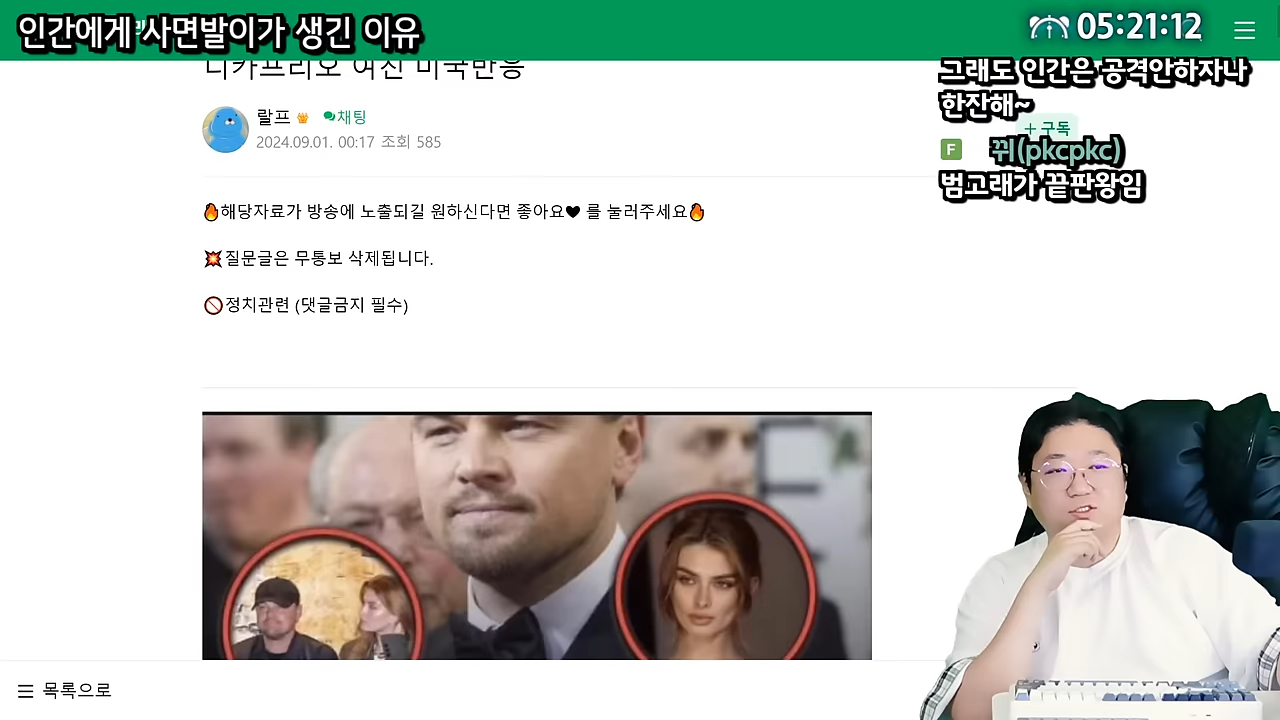 인간에게 사면발이가 생긴 이유
05:21:12
디카프리오 여친 미국반응
그래도 인간은 공격안하자나
한잔해~
랄프 채팅
2024.09.01. 00:17 조회 585
+ 구독
F 뀌(pkcpkc)
범고래가 끝판왕임
🔥해당자료가 방송에 노출되길 원하신다면 좋아요♥ 를 눌러주세요🔥
💥질문글은 무통보 삭제됩니다.
🚫정치관련 (댓글금지 필수)
목록으로